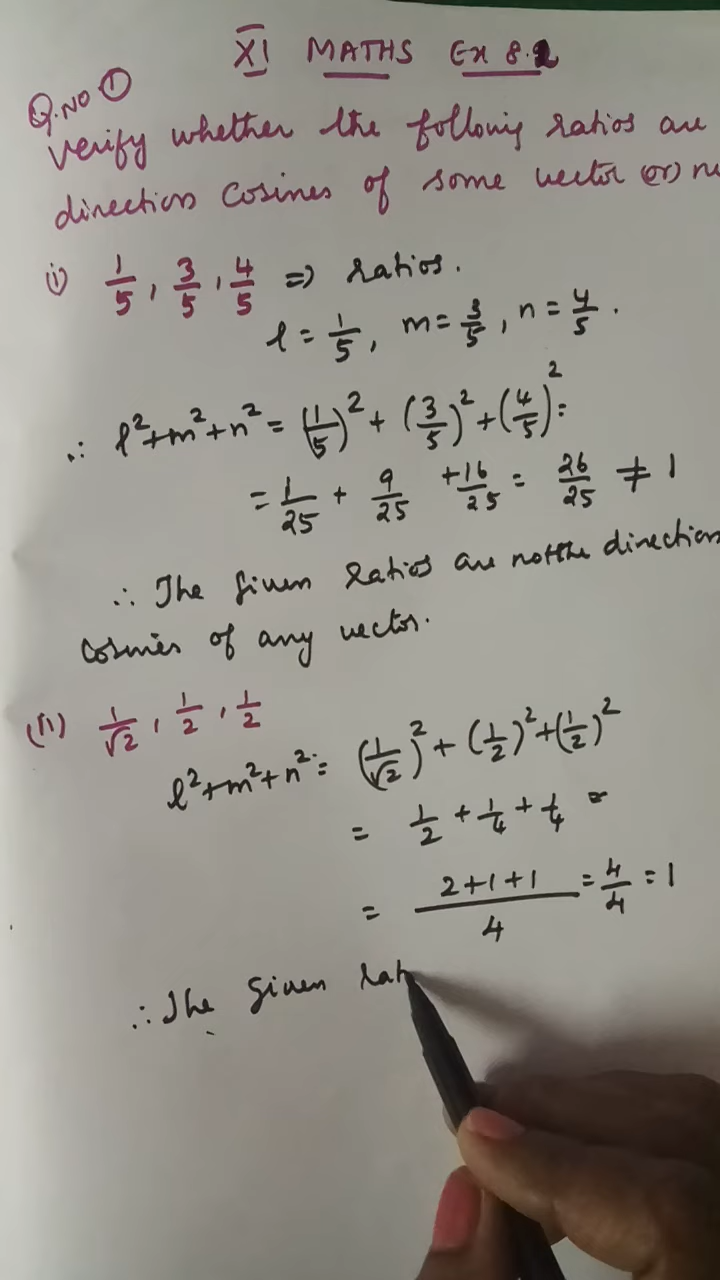 XI MATHS Ex 8.2
Q.NO ①
Verify whether the following ratios are
direction cosines of some vector (or)
(i) 1/5, 3/5, 4/5 ⇒ ratios.
l = 1/5, m = 3/5, n = 4/5.
∴ l²+m²+n² = (1/5)² + (3/5)² + (4/5)² =
= 1/25 + 9/25 + 16/25 = 26/25 ≠ 1
∴ The given ratios are not the direction
cosines of any vector.
(ii) 1/√2, 1/2, 1/2
l²+m²+n² = (1/√2)² + (1/2)² + (1/2)²
= 1/2 + 1/4 + 1/4 =
= 2+1+1/4 = 4/4 = 1
∴ The given rat